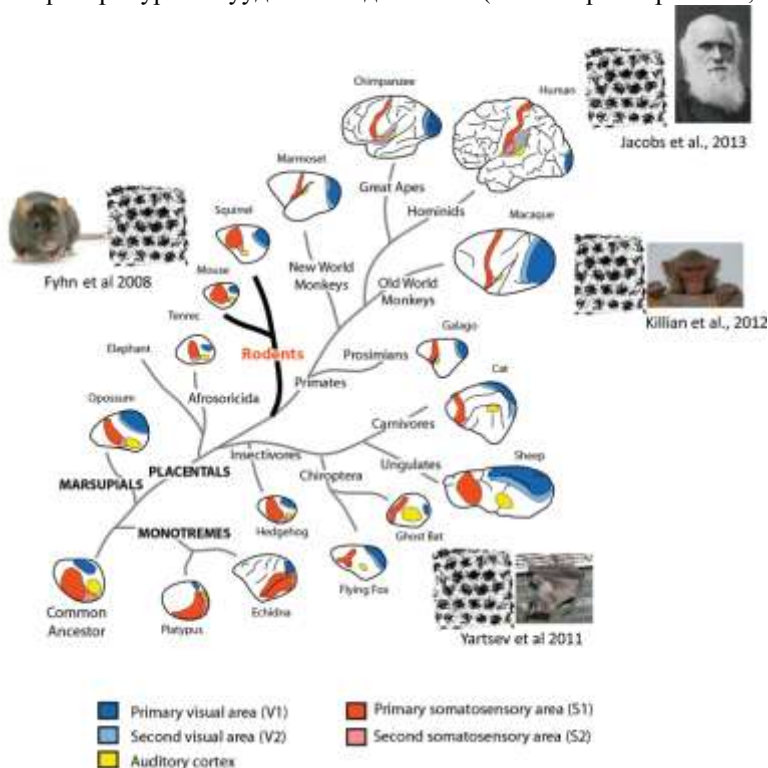 Chimpanzee
Human
Jacobs et al., 2013
Marmoset
Great Apes
Hominids
Squirrel
Macaque
Fyhn et al 2008
Mouse
New World
Monkeys
Old World
Monkeys
Killian et al., 2012
Tenrec
Galago
Elephant
Rodents
Prosimians
Cat
Primates
Opossum
Afrosoricida
Carnivores
PLACENTALS
Insectivores
Ungulates
Sheep
MARSUPIALS
Chiroptera
MONOTREMES
Hedgehog
Ghost Bat
Flying Fox
Common
Ancestor
Platypus
Echidna
Yartsev et al 2011
Primary visual area (V1)
Second visual area (V2)
Auditory cortex
Primary somatosensory area (S1)
Second somatosensory area (S2)